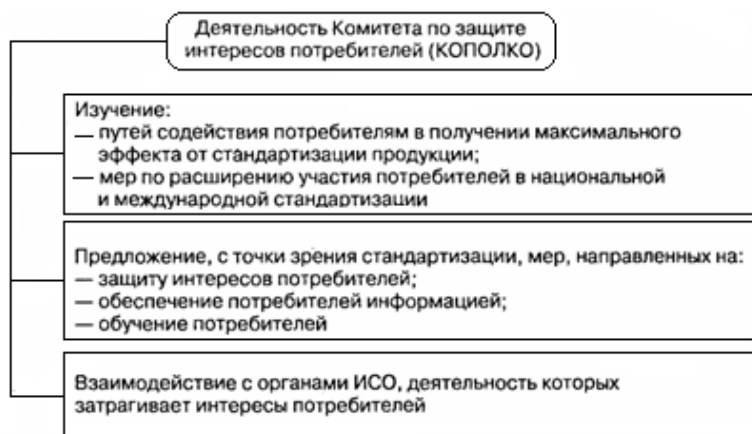 Деятельность Комитета по защите
интересов потребителей (КОПОЛКО)
Изучение:
— путей содействия потребителям в получении максимального
эффекта от стандартизации продукции;
— мер по расширению участия потребителей в национальной
и международной стандартизации
Предложение, с точки зрения стандартизации, мер, направленных на:
— защиту интересов потребителей;
— обеспечение потребителей информацией;
— обучение потребителей
Взаимодействие с органами ИСО, деятельность которых
затрагивает интересы потребителей